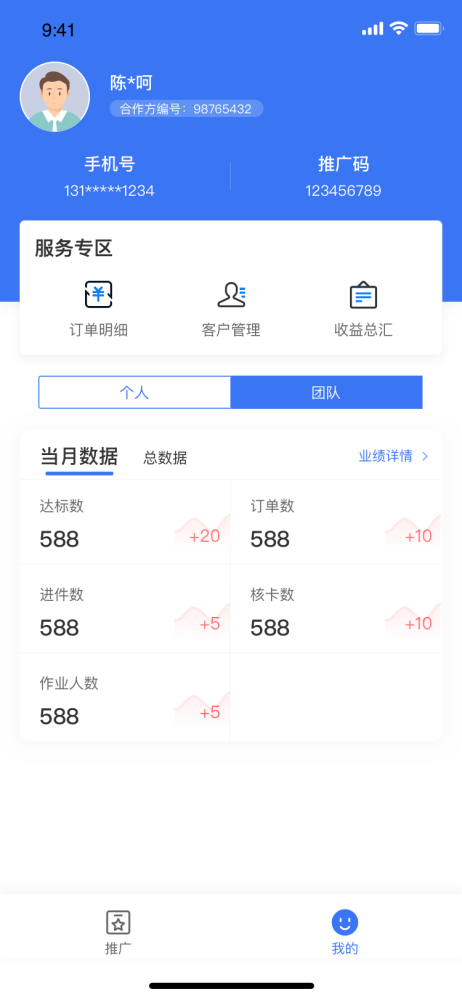 9:41
陈*呵
合作方编号：98765432
手机号
推广码
131*****1234
123456789
服务专区
订单明细
客户管理
收益总汇
个人
团队
当月数据
总数据
业绩详情
达标数
订单数
588
+20
588
+10
进件数
核卡数
588
+5
588
+10
作业人数
588
+5
推广
我的